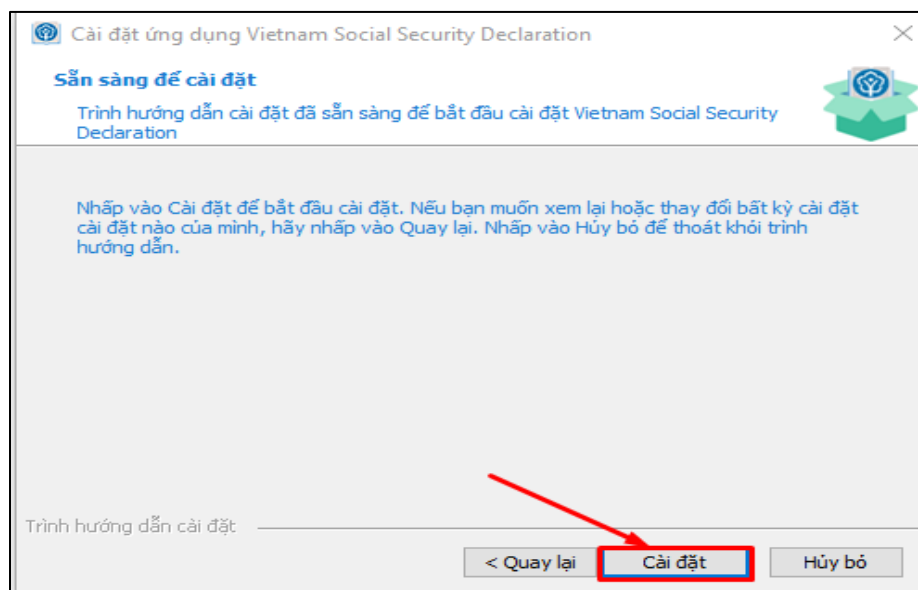 Cài đặt ứng dụng Vietnam Social Security Declaration
Sẵn sàng để cài đặt
Trình hướng dẫn cài đặt đã sẵn sàng để bắt đầu cài đặt Vietnam Social Security
Declaration
Nhấp vào Cài đặt để bắt đầu cài đặt. Nếu bạn muốn xem lại hoặc thay đổi bất kỳ cài đặt
cài đặt nào của mình, hãy nhấp vào Quay lại. Nhấp vào Hủy bỏ để thoát khỏi trình
hướng dẫn.
Trình hướng dẫn cài đặt
< Quay lại Cài đặt Hủy bỏ